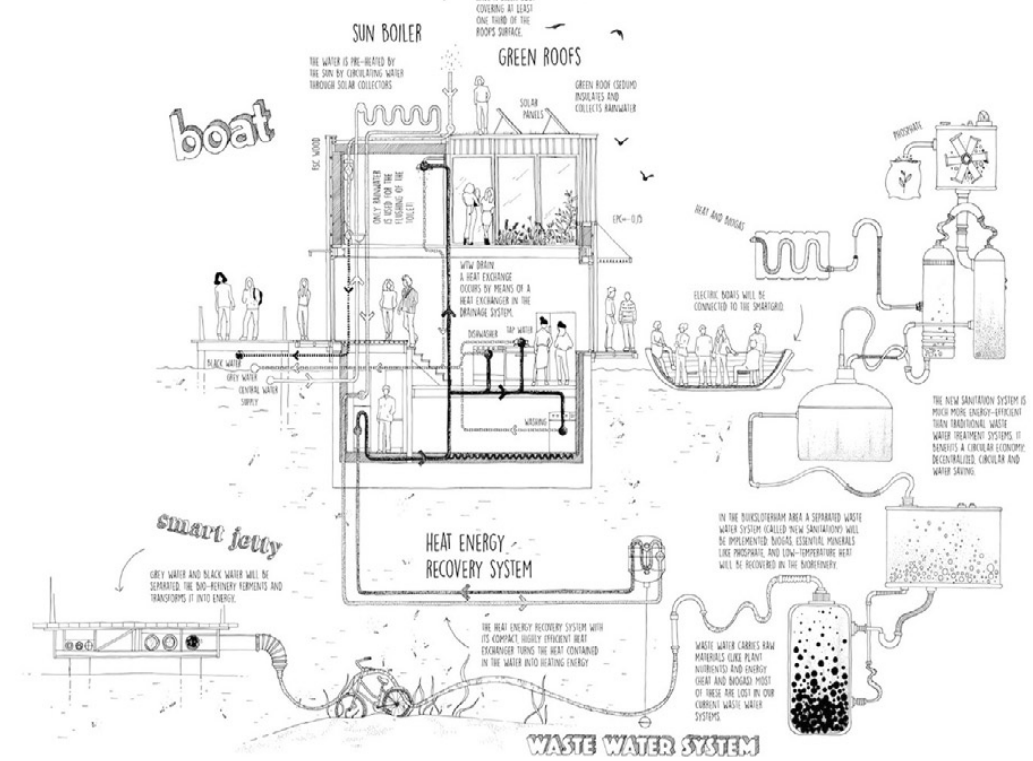 COVERING AT LEAST
ONE THIRD OF THE
ROOFS SURFACE.
SUN BOILER
THE WATER IS PRE-HEATED BY
THE SUN BY CIRCULATING WATER
THROUGH SOLAR COLLECTORS
GREEN ROOFS
GREEN ROOF (SEDUM)
INSULATES AND
COLLECTS RAINWATER
SOLAR
PANELS
boat
FSC WOOD
ONLY RAINWATER
IS USED FOR THE
FLUSHING OF THE
TOILET!
EPC=-0,15
PHOSPHATE
HEAT AND BIOGAS
WTW DRAIN
A HEAT EXCHANGE
OCCURS BY MEANS OF A
HEAT EXCHANGER IN THE
DRAINAGE SYSTEM.
DISHWASHER
TAP WATER
ELECTRIC BOATS WILL BE
CONNECTED TO THE SMARTGRID.
BLACK WATER
GREY WATER
CENTRAL WATER
SUPPLY
WASHING
THE NEW SANITATION SYSTEM IS
MUCH MORE ENERGY-EFFICIENT
THAN TRADITIONAL WASTE
WATER TREATMENT SYSTEMS. IT
BENEFITS A CIRCULAR ECONOMY:
DECENTRALIZED, CIRCULAR AND
WATER SAVING.
IN THE BUIKSLOTERHAM AREA A SEPARATED WASTE
WATER SYSTEM (CALLED 'NEW SANITATION') WILL
BE IMPLEMENTED. BIOGAS, ESSENTIAL MINERALS
LIKE PHOSPHATE, AND LOW-TEMPERATURE HEAT
WILL BE RECOVERED IN THE BIOREFINERY.
smart jetty
GREY WATER AND BLACK WATER WILL BE
SEPARATED. THE BIO-REFINERY FERMENTS AND
TRANSFORMS IT INTO ENERGY.
HEAT ENERGY
RECOVERY SYSTEM
THE HEAT ENERGY RECOVERY SYSTEM WITH
ITS COMPACT, HIGHLY EFFICIENT HEAT
EXCHANGER TURNS THE HEAT CONTAINED
IN THE WATER INTO HEATING ENERGY
WASTE WATER CARRIES RAW
MATERIALS (LIKE PLANT
NUTRIENTS) AND ENERGY
(HEAT AND BIOGAS). MOST
OF THESE ARE LOST IN OUR
CURRENT WASTE WATER
SYSTEMS.
WASTE WATER SYSTEM